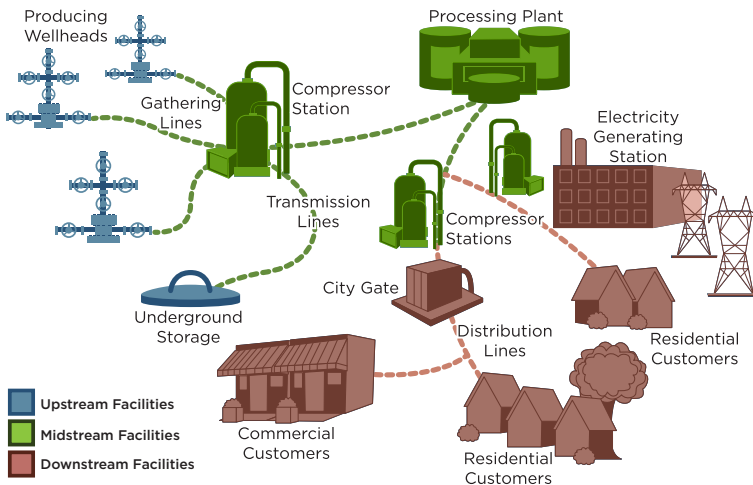 Producing
Wellheads
Processing Plant
Gathering
Lines
Compressor
Station
Electricity
Generating
Station
Transmission
Lines
Compressor
Stations
City Gate
Underground
Storage
Distribution
Lines
Residential
Customers
Commercial
Customers
Residential
Customers
Upstream Facilities
Midstream Facilities
Downstream Facilities